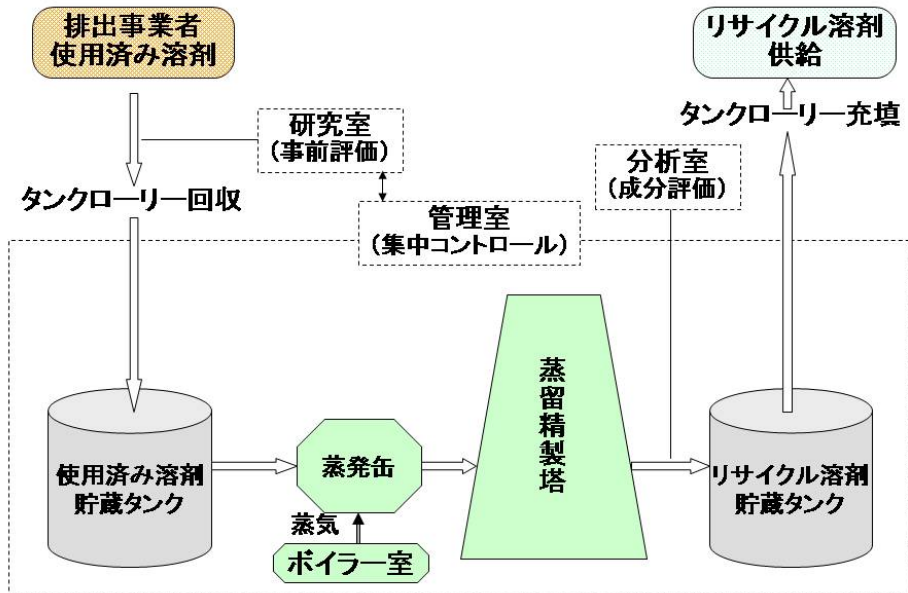 排出事業者
使用済み溶剤
リサイクル溶剤
供給
研究室
（事前評価）
タンクローリー充填
分析室
（成分評価）
タンクローリー回収
管理室
（集中コントロール）
使用済み溶剤
貯蔵タンク
蒸発缶
蒸気
ボイラー室
蒸留精製塔
リサイクル溶剤
貯蔵タンク